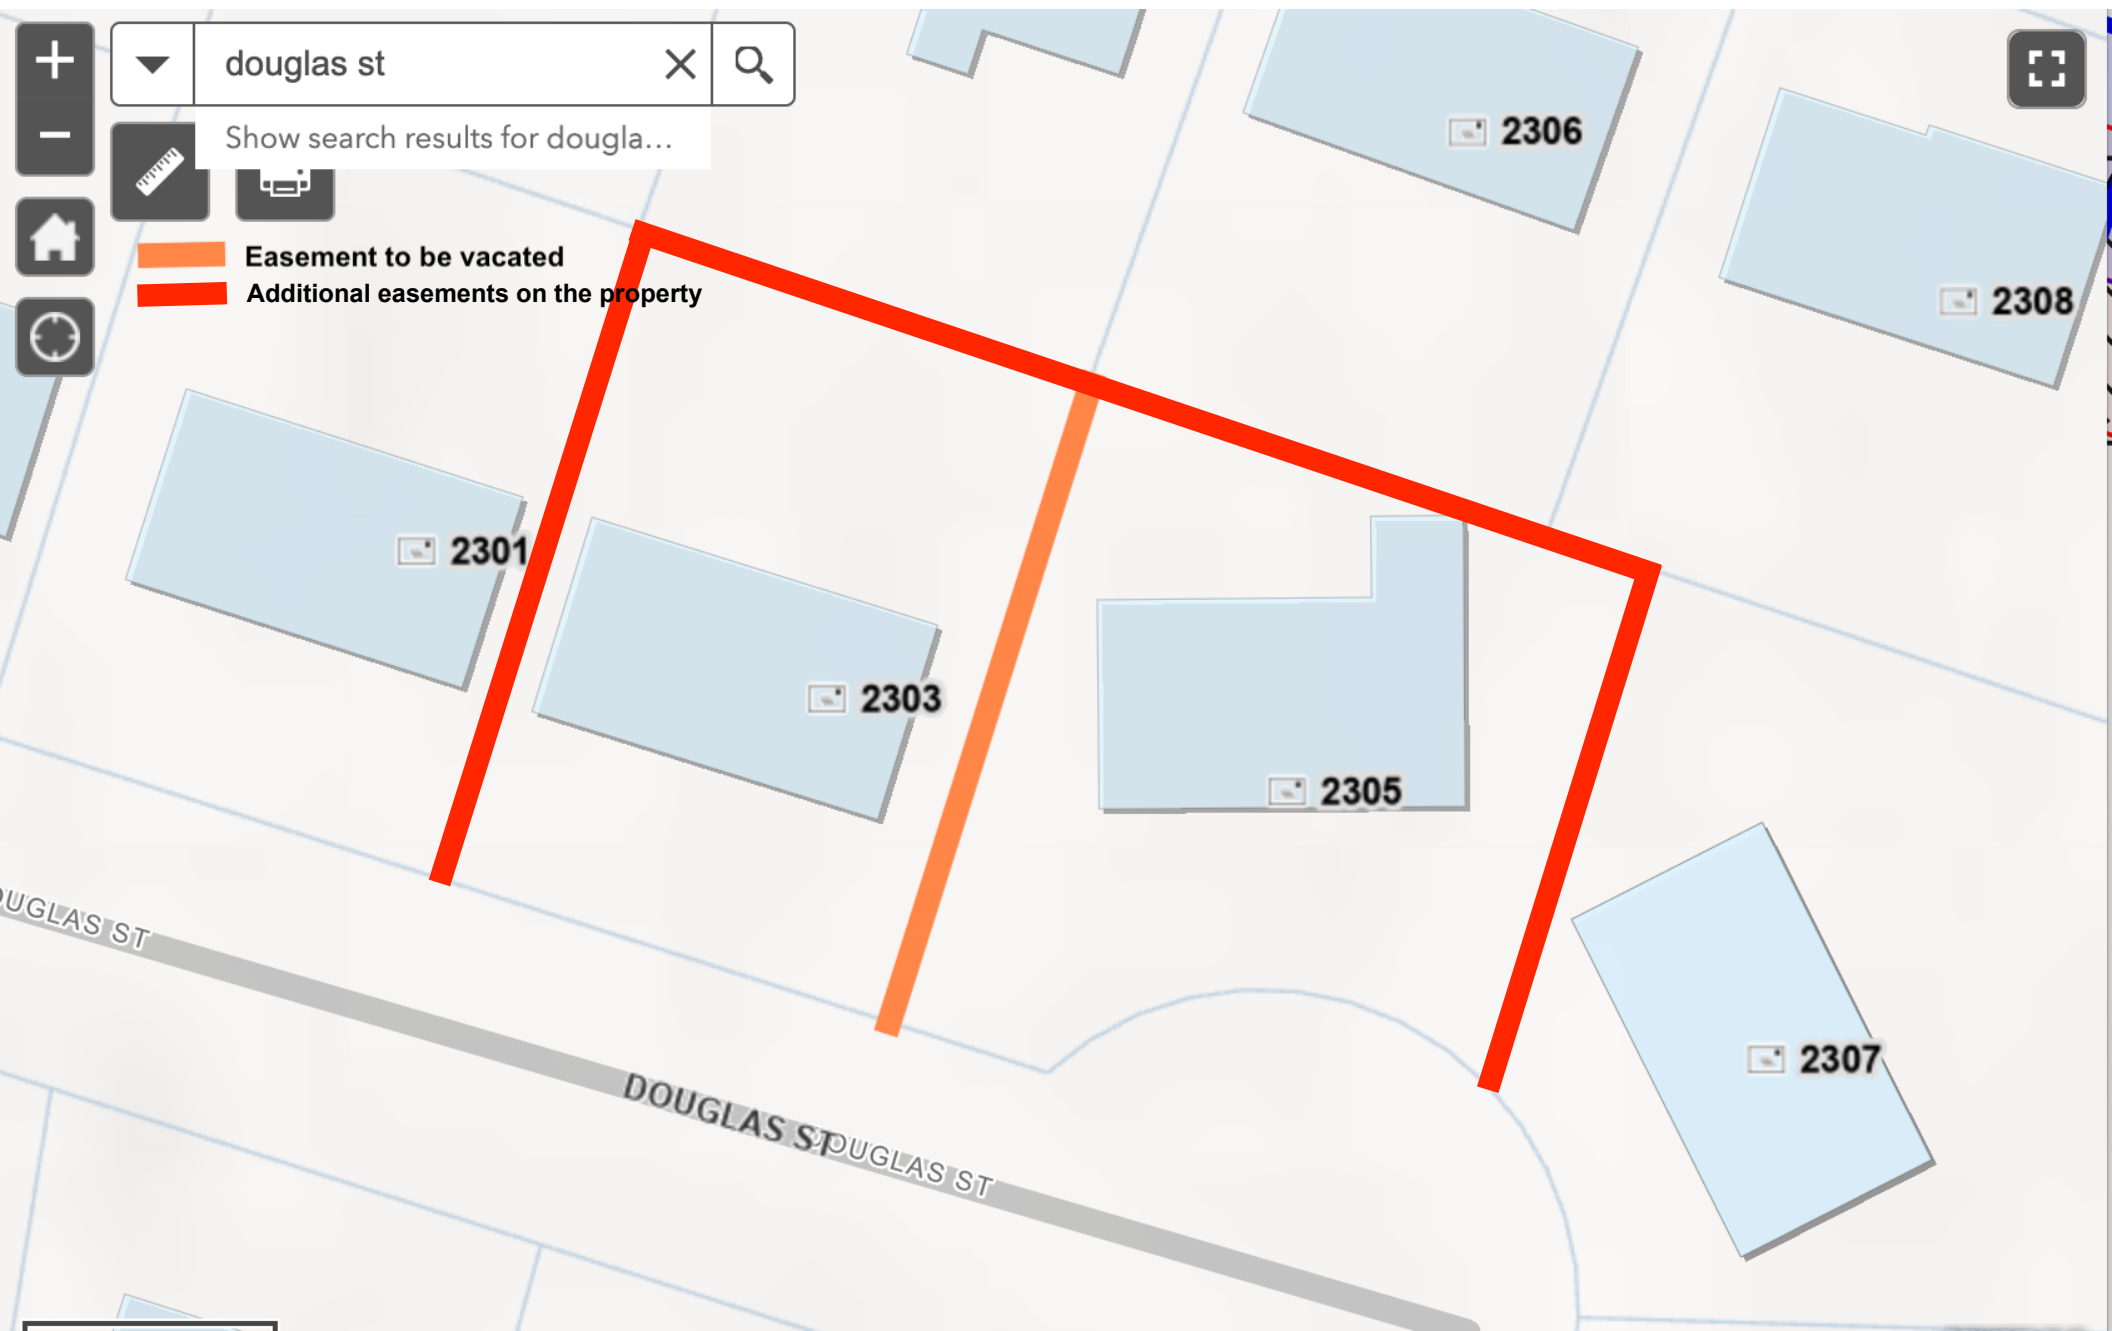 douglas st
Show search results for dougla...
Easement to be vacated
Additional easements on the property
2306
2308
2301
2303
2305
2307
OUGLAS ST
DOUGLAS ST
DOUGLAS ST